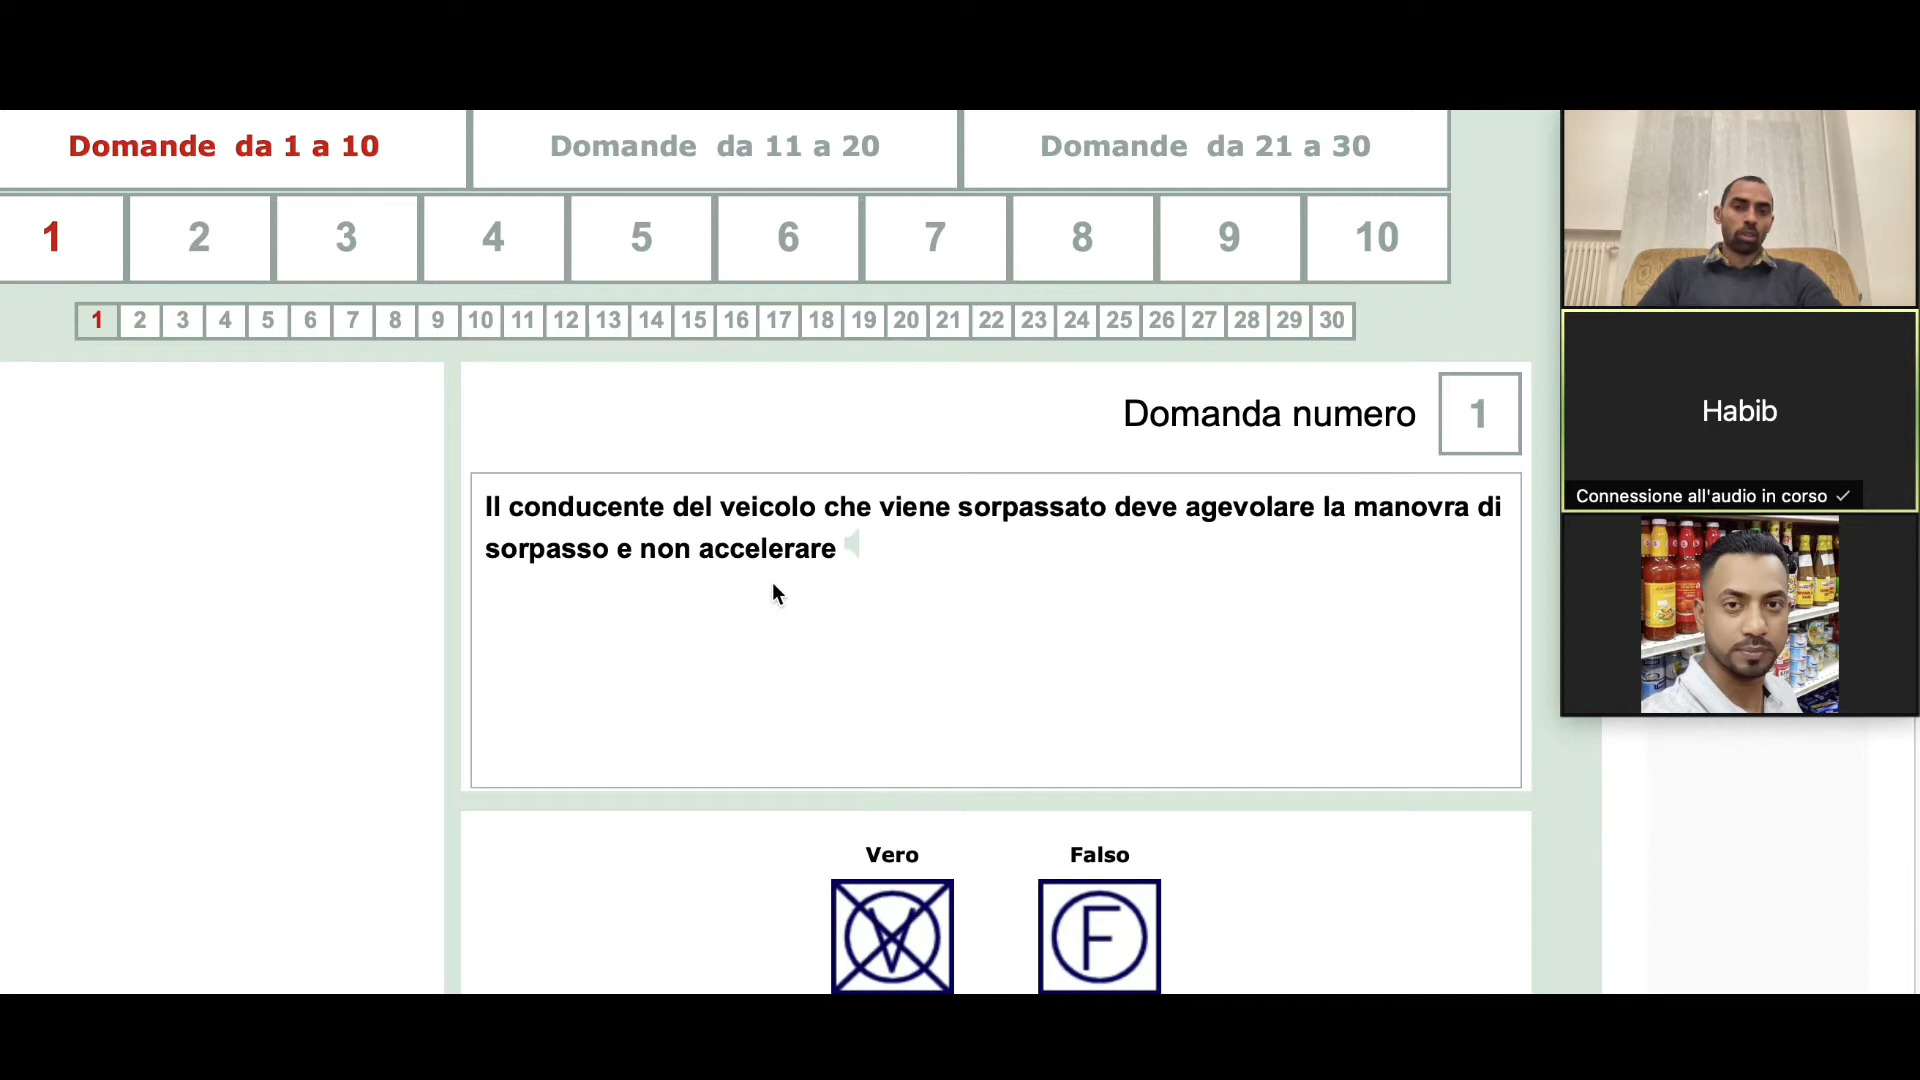 Domande da 1 a 10
Domande da 11 a 20
Domande da 21 a 30
1 2 3 4 5 6 7 8 9 10
1 2 3 4 5 6 7 8 9 10 11 12 13 14 15 16 17 18 19 20 21 22 23 24 25 26 27 28 29 30
Domanda numero 1
Il conducente del veicolo che viene sorpassato deve agevolare la manovra di
sorpasso e non accelerare
Vero
Falso
V
F
Habib
Connessione all'audio in corso